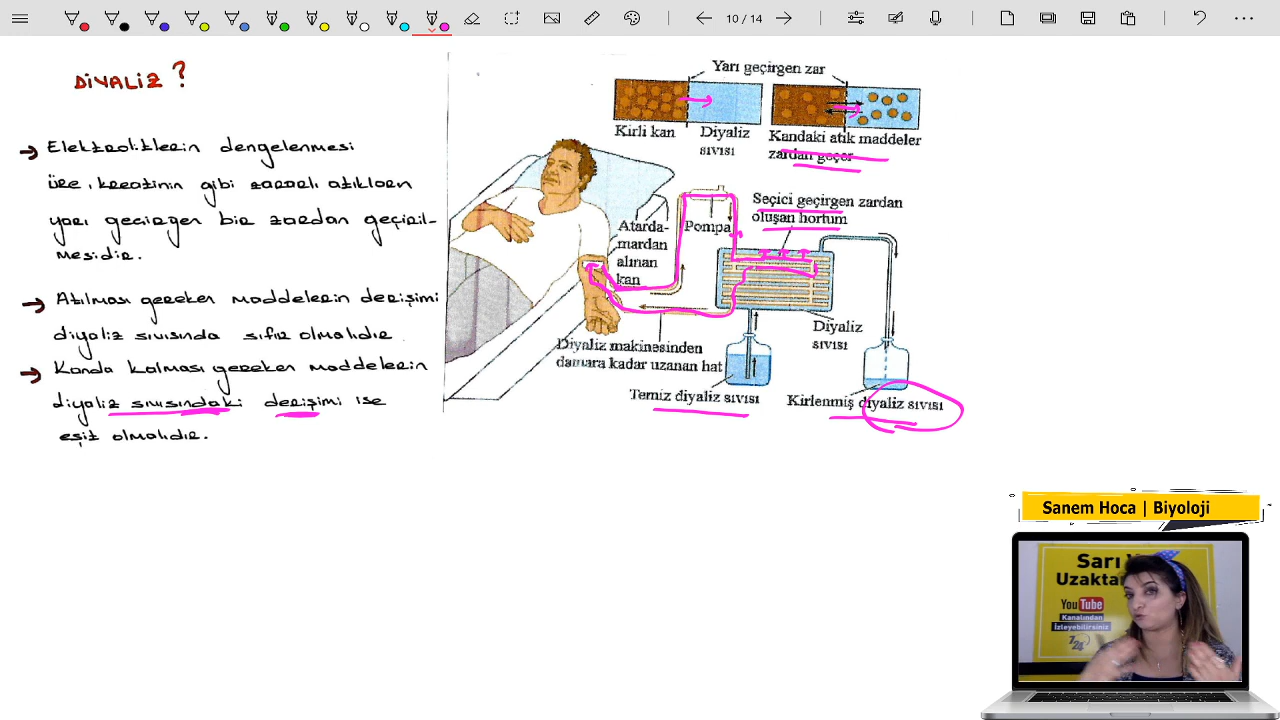 10 / 14
DİYALİZ ?
Elektrolitlerin dengelenmesi
üre, kreatinin gibi zararlı atıkların
yarı geçirgen bir zardan geçiril-
mesidir.
Atılması gereken maddelerin derişimi
diyaliz sıvısında sıfır olmalıdır.
Kanda kalması gereken maddelerin
diyaliz sıvısındaki derişimi ise
eşit olmalıdır.
Yarı geçirgen zar
Kirli kan
Diyaliz
sıvısı
Kandaki atık maddeler
zardan geçer
Seçici geçirgen zardan
oluşan hortum
Atarda-
mardan
alınan
kan
Pompa
Diyaliz
sıvısı
Diyaliz makinesinden
damara kadar uzanan hat
Temiz diyaliz sıvısı
Kirlenmiş diyaliz sıvısı
Sanem Hoca | Biyoloji
Sarı
Uzakta
YouTube
Kanalından
İzleyebilirsiniz
7/24